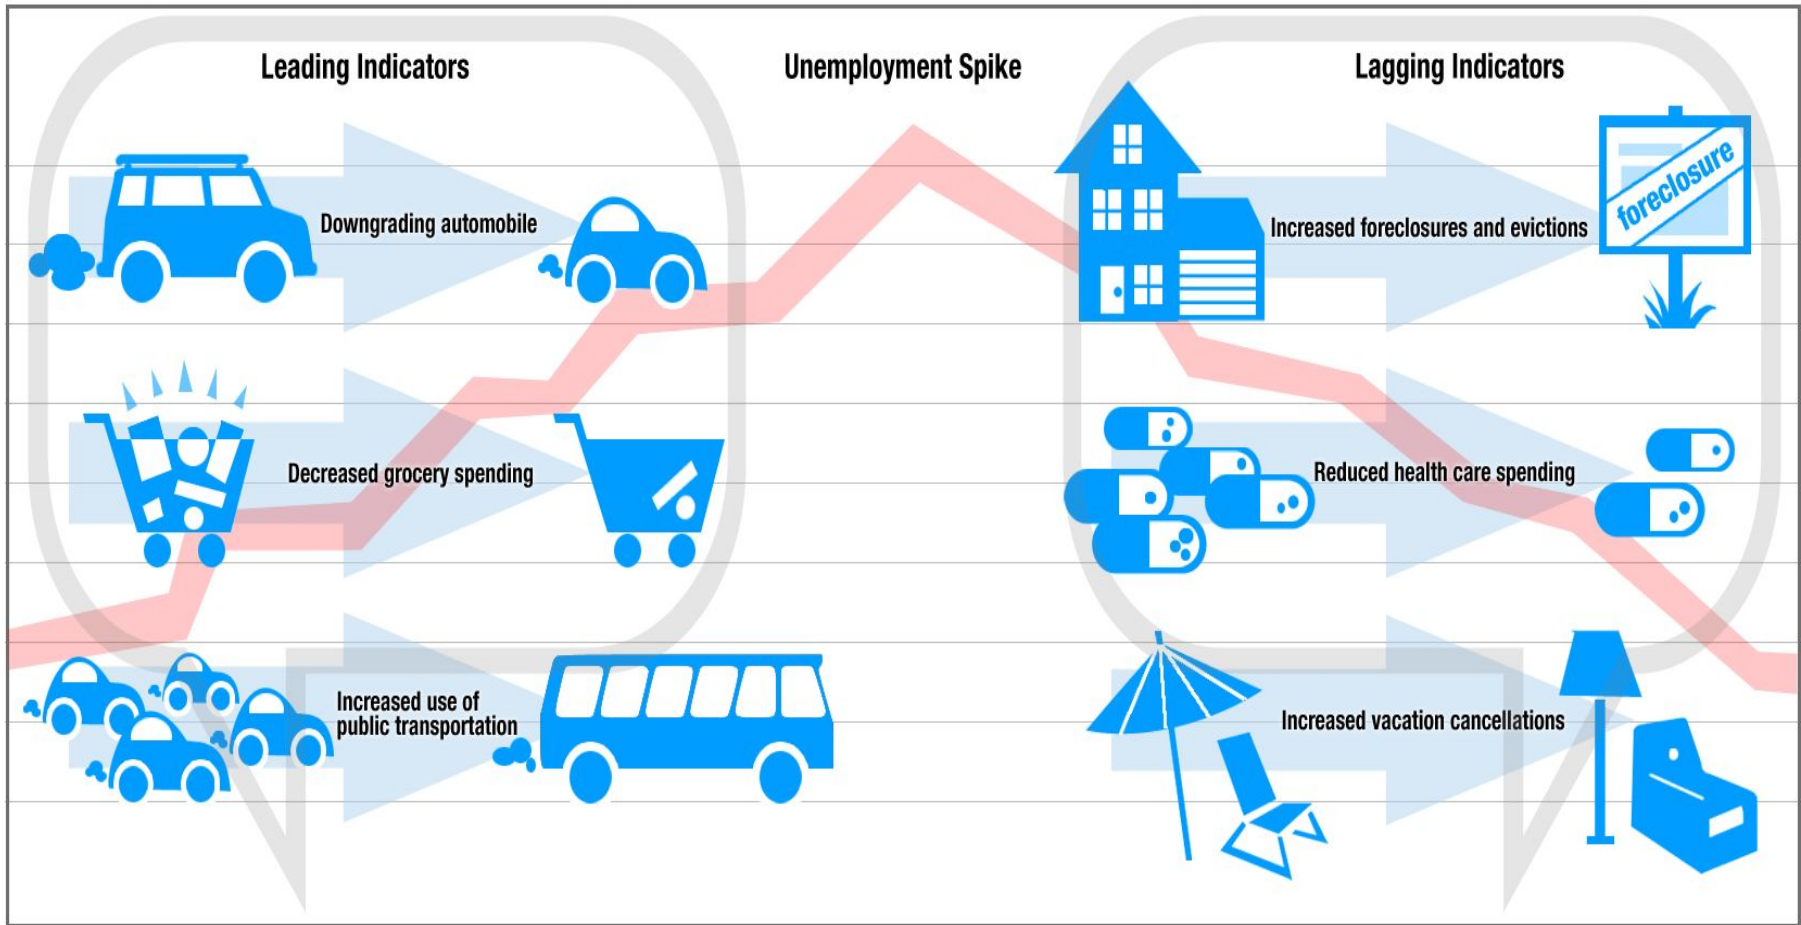 Leading Indicators
Unemployment Spike
Lagging Indicators
Downgrading automobile
Increased foreclosures and evictions
foreclosure
Decreased grocery spending
Reduced health care spending
Increased use of
public transportation
Increased vacation cancellations